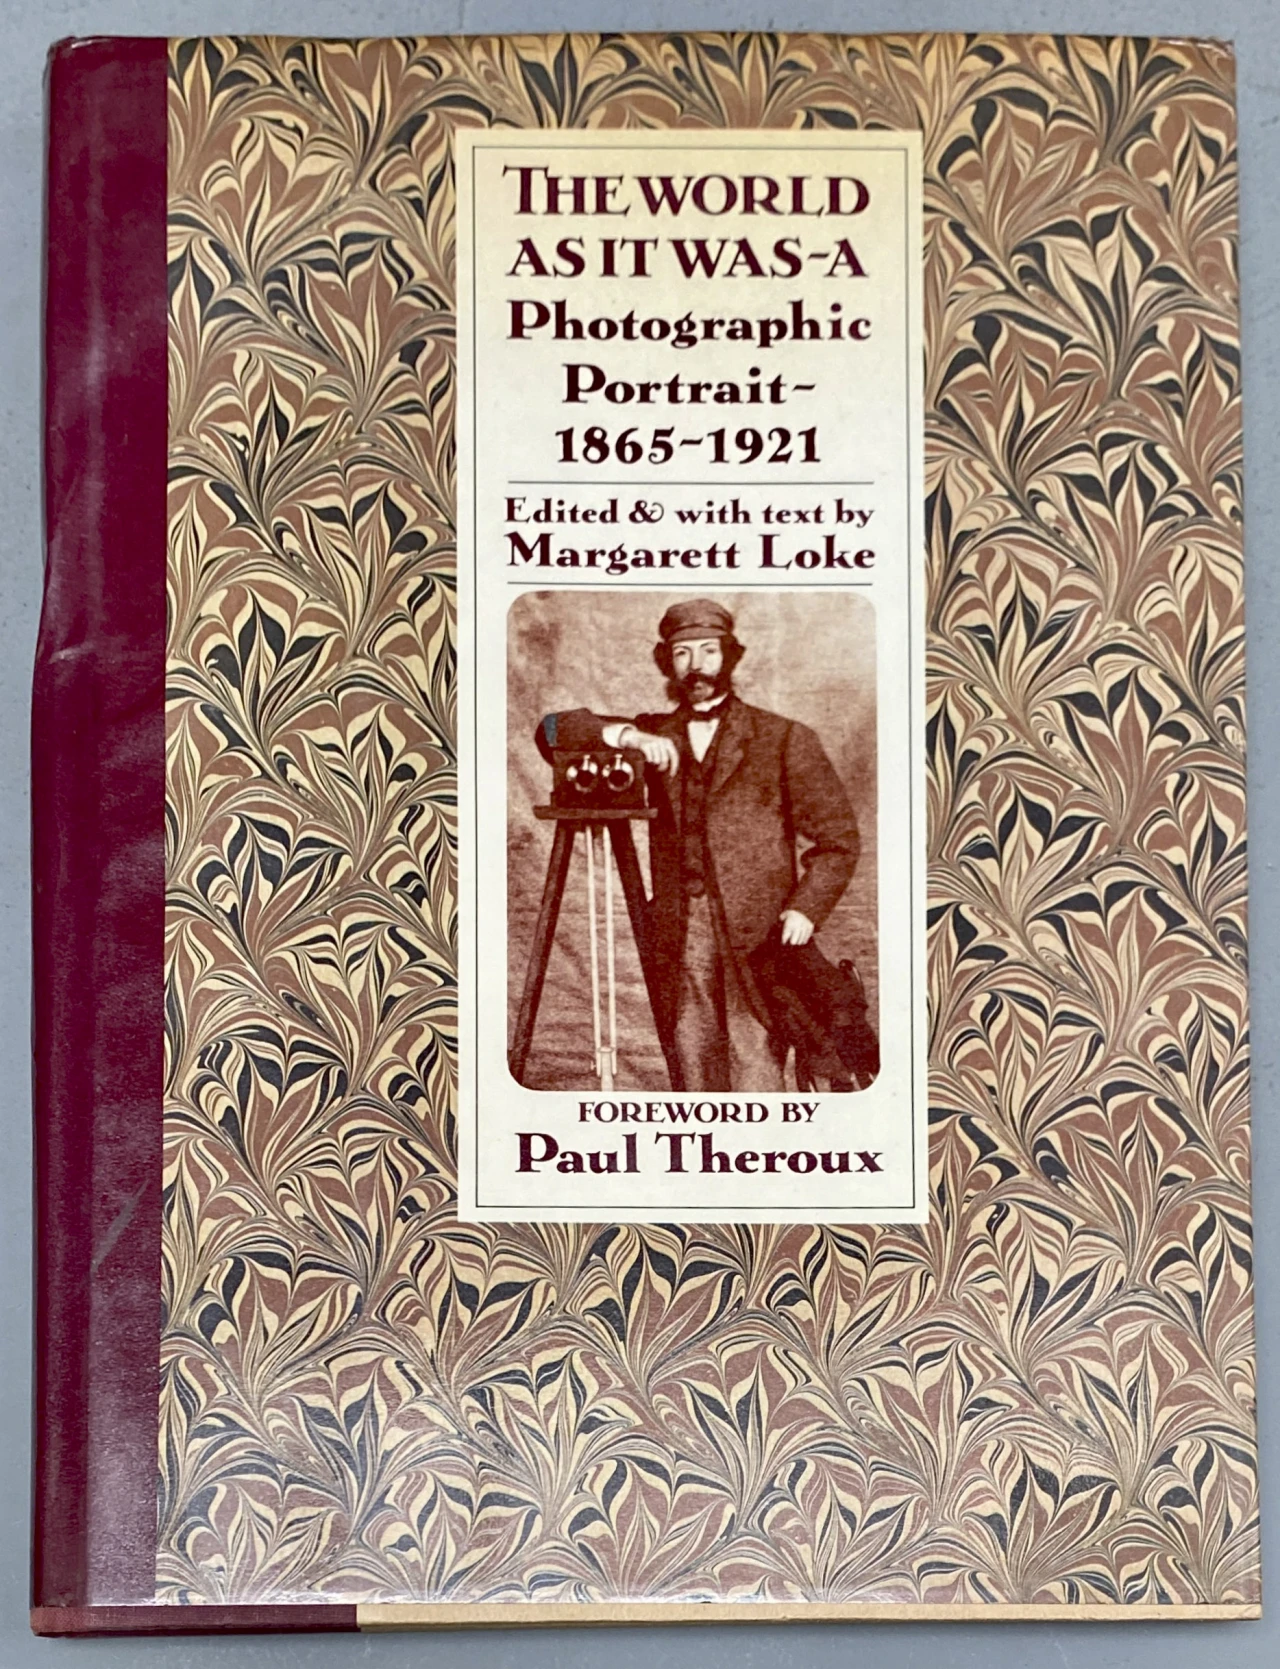 THE WORLD
AS IT WAS-A
Photographic
Portrait-
1865-1921
Edited & with text by
Margarett Loke
FOREWORD BY
Paul Theroux